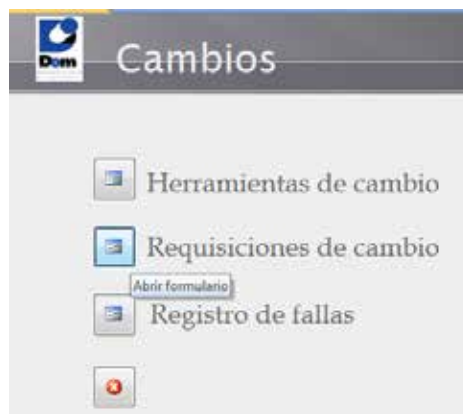 Dom
Cambios
Herramientas de cambio
Requisiciones de cambio
Abrir formulario
Registro de fallas